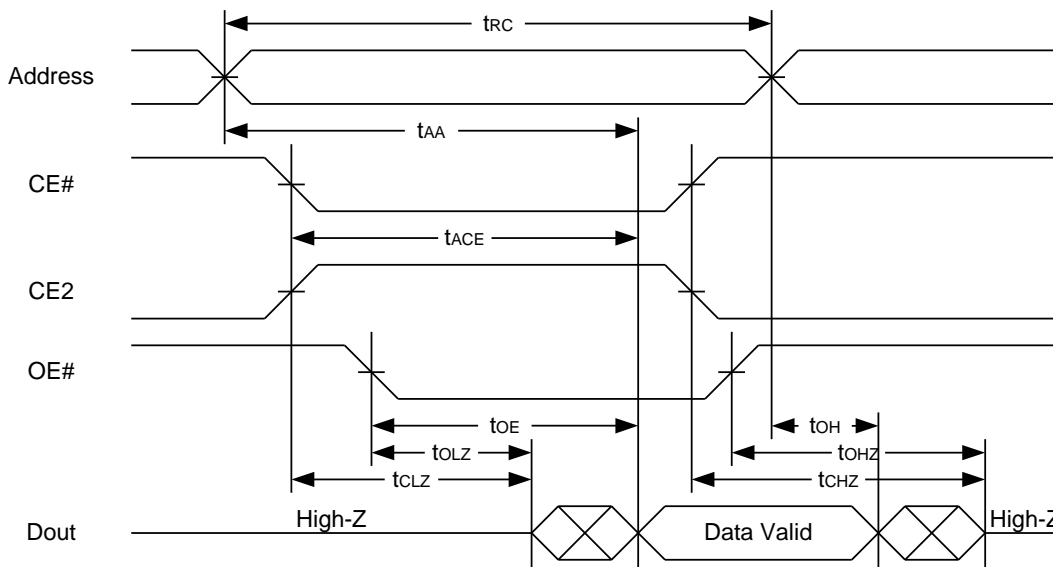 tRC
Address
tAA
CE#
tACE
CE2
OE#
tOE
tOH
tOLZ
tOHZ
tCLZ
tCHZ
High-Z
High-Z
Dout
Data Valid